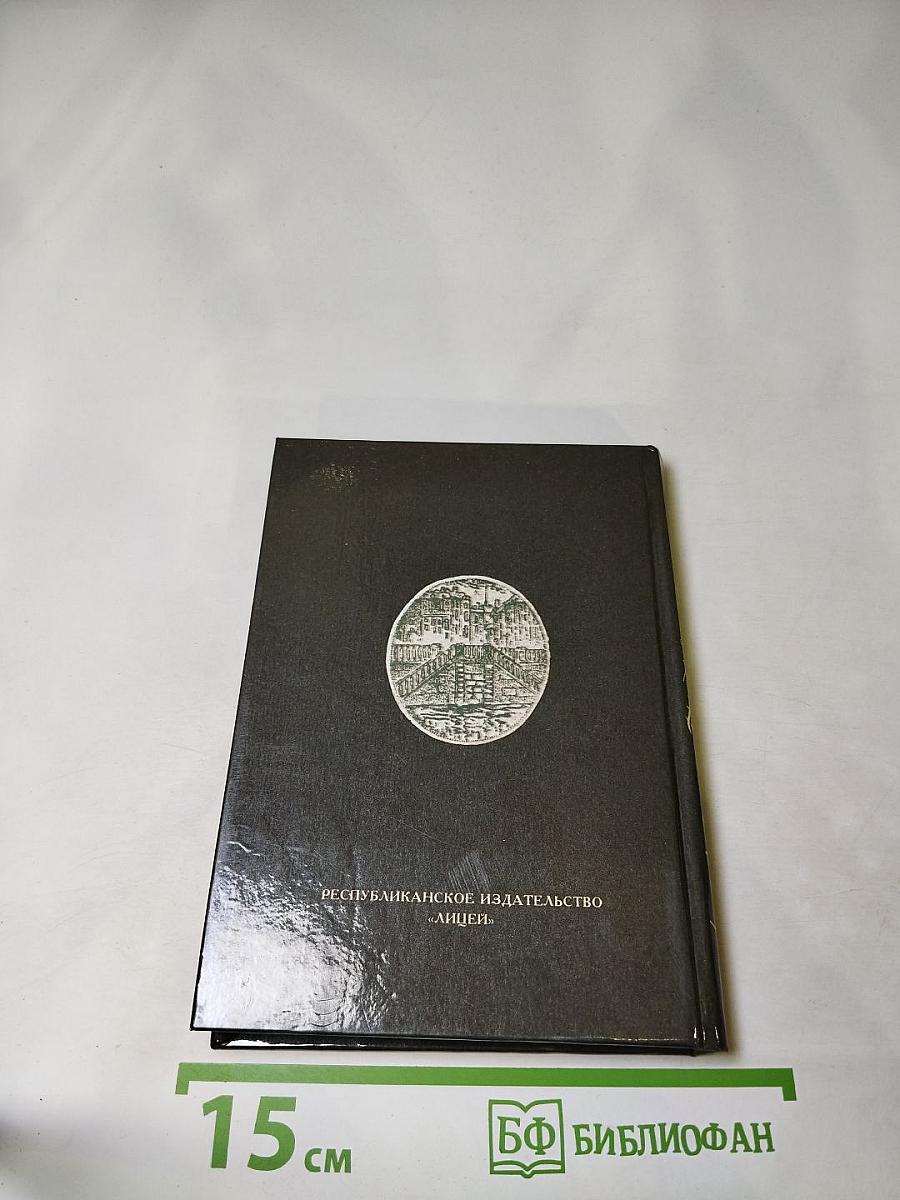 РЕСПУБЛИКАНСКОЕ ИЗДАТЕЛЬСТВО
«ЛИЦЕЙ»
15 см
БФ БИБЛИОФАН